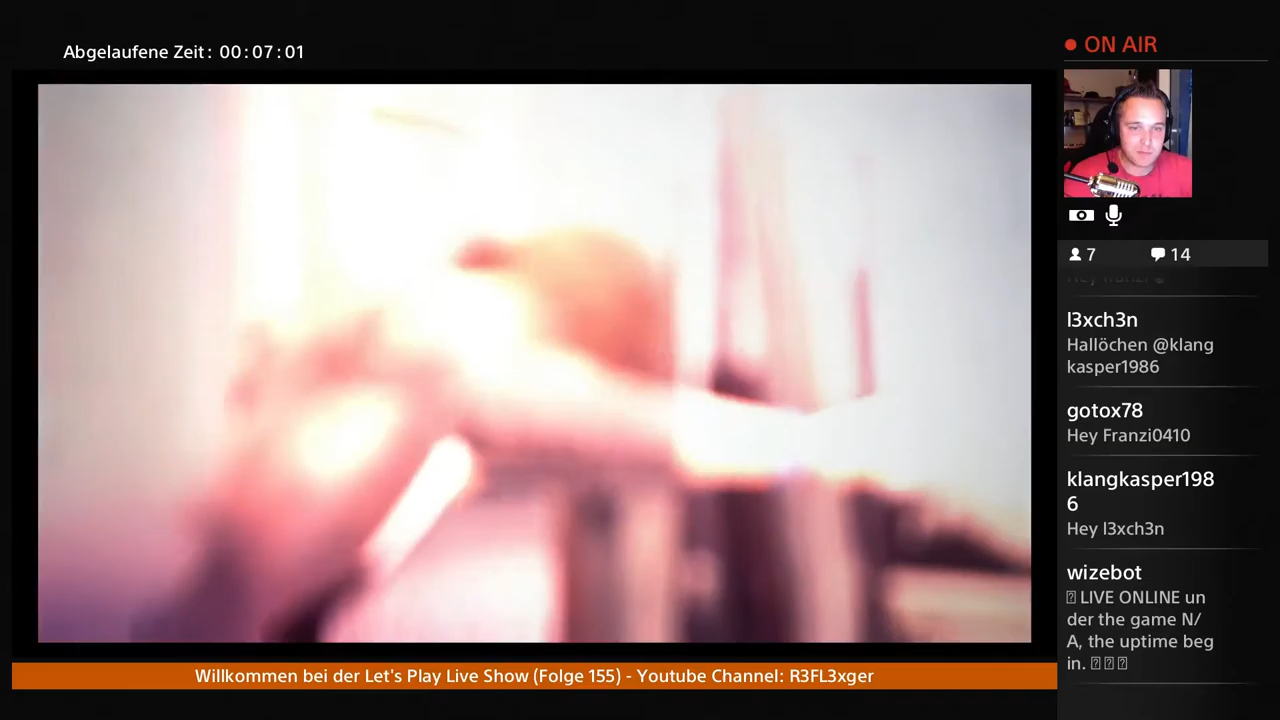 Abgelaufene Zeit: 00:07:01
ON AIR
7
14
l3xch3n
Hallöchen @klang
kasper1986
gotox78
Hey Franzi0410
klangkasper198
6
Hey l3xch3n
wizebot
LIVE ONLINE un
der the game N/
A, the uptime beg
in.
Willkommen bei der Let's Play Live Show (Folge 155) - Youtube Channel: R3FL3xger